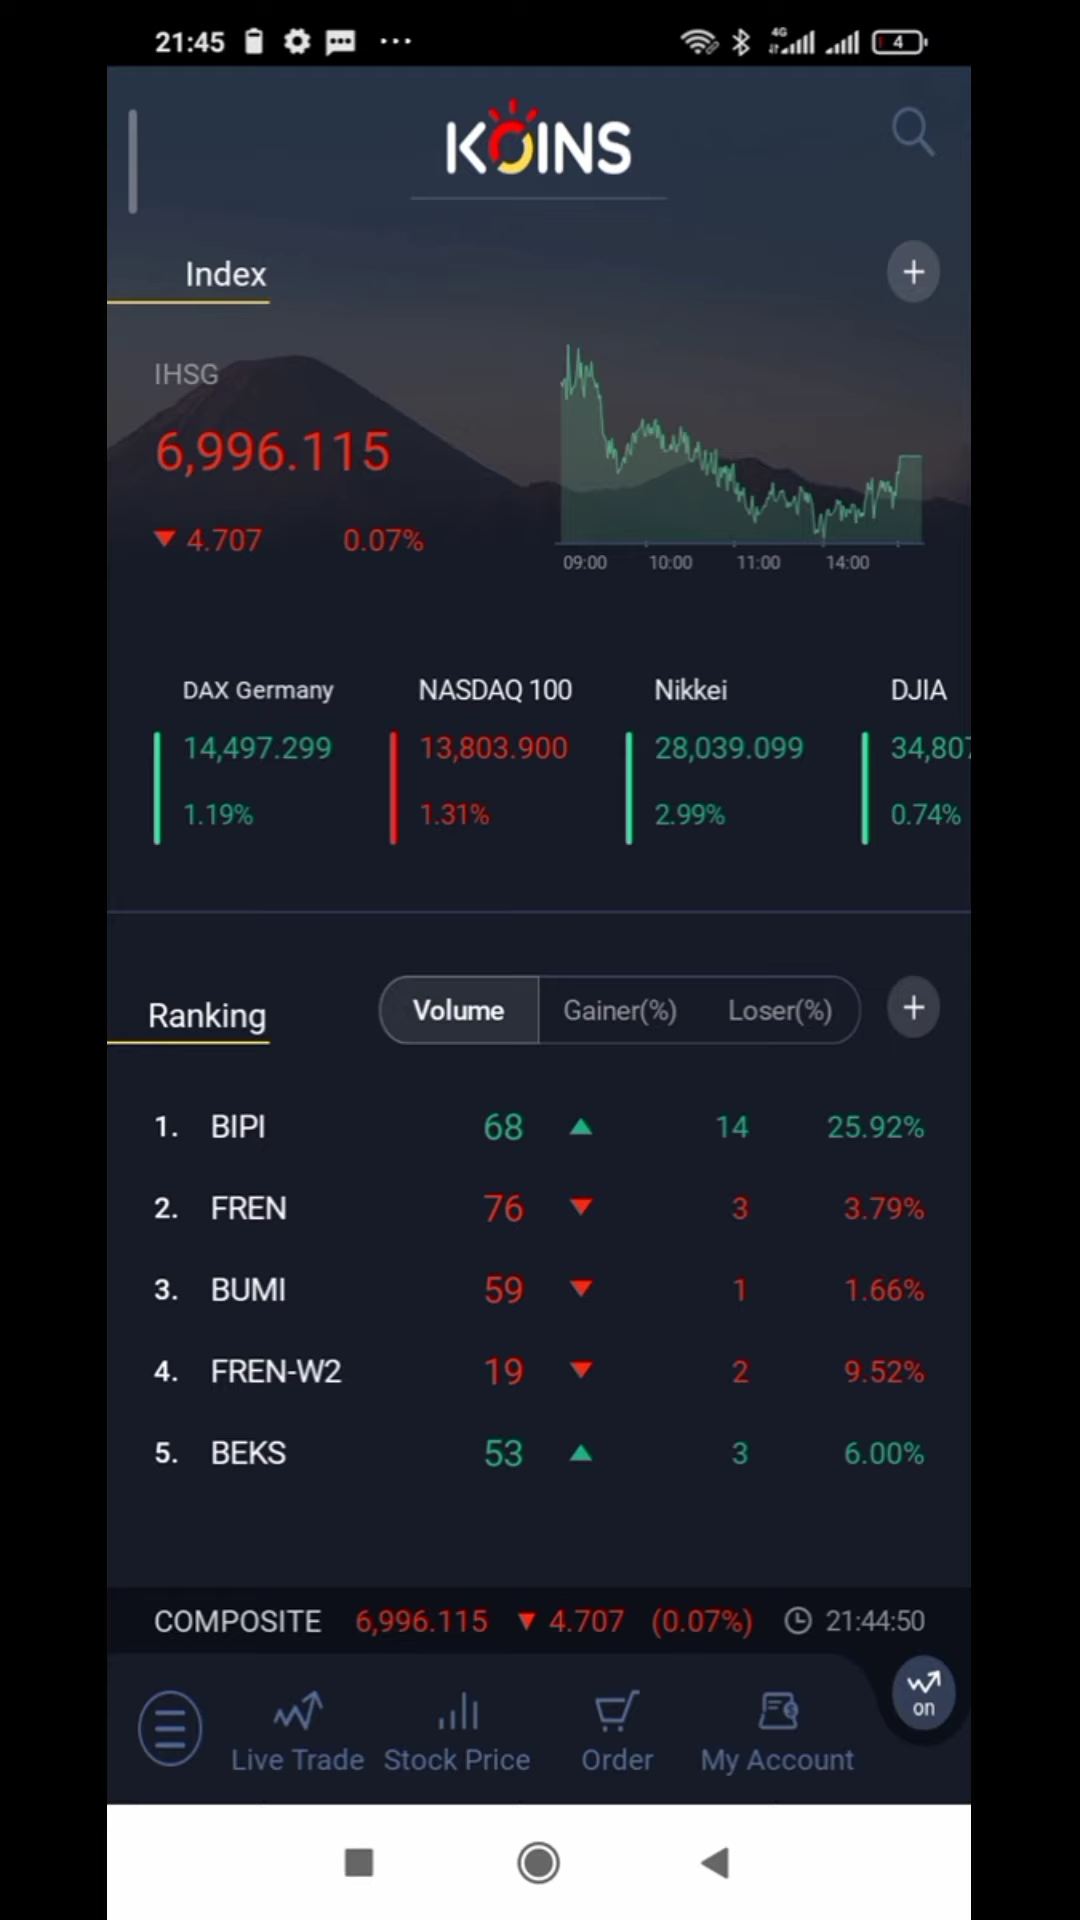 21:45 4G 4
KOINS
Index
IHSG
6,996.115
4.707 0.07%
09:00 10:00 11:00 14:00
DAX Germany NASDAQ 100 Nikkei DJIA
14,497.299 13,803.900 28,039.099 34,807
1.19% 1.31% 2.99% 0.74%
Ranking Volume Gainer(%) Loser(%)
1. BIPI 68 14 25.92%
2. FREN 76 3 3.79%
3. BUMI 59 1 1.66%
4. FREN-W2 19 2 9.52%
5. BEKS 53 3 6.00%
COMPOSITE 6,996.115 4.707 (0.07%) 21:44:50
on
Live Trade Stock Price Order My Account